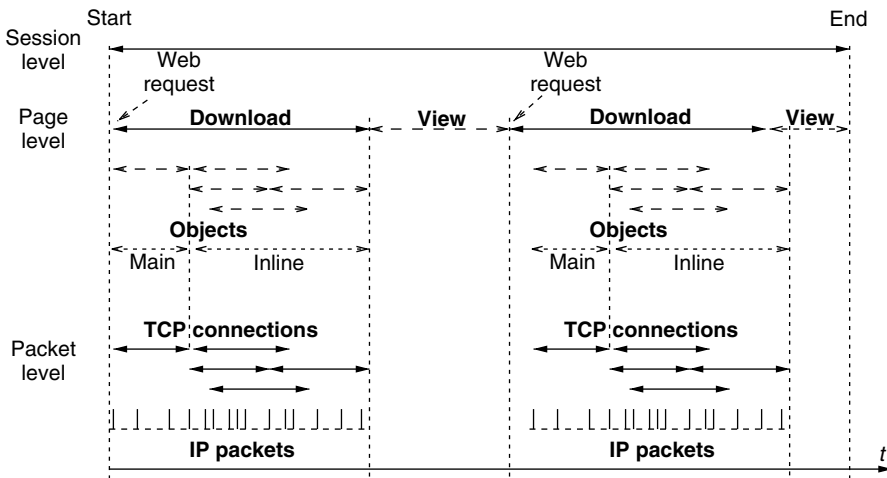 Start
End
Session
level
Web
request
Web
request
Page
level
Download
View
Download
View
Objects
Objects
Main
Inline
Main
Inline
TCP connections
TCP connections
Packet
level
IP packets
IP packets
t